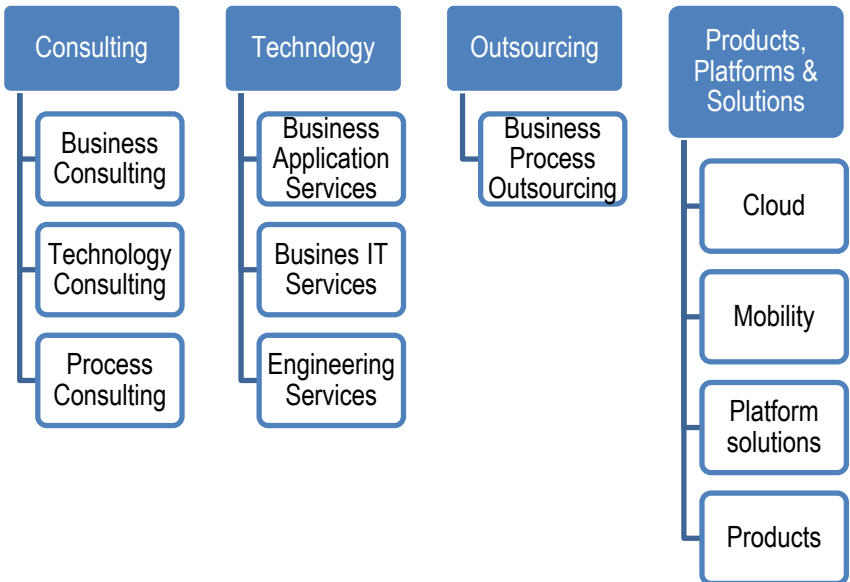 Consulting
Business
Consulting
Technology
Consulting
Process
Consulting
Technology
Business
Application
Services
Busines IT
Services
Engineering
Services
Outsourcing
Business
Process
Outsourcing
Products,
Platforms &
Solutions
Cloud
Mobility
Platform
solutions
Products